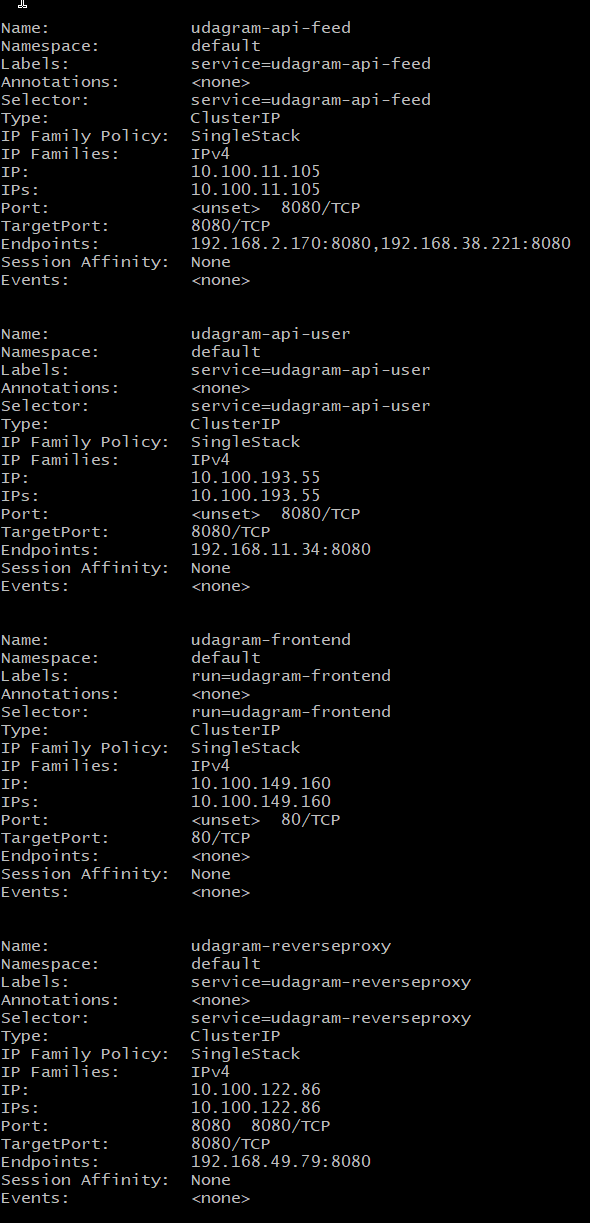 Name: udagram-api-feed
Namespace: default
Labels: service=udagram-api-feed
Annotations: <none>
Selector: service=udagram-api-feed
Type: ClusterIP
IP Family Policy: SingleStack
IP Families: IPv4
IP: 10.100.11.105
IPs: 10.100.11.105
Port: <unset> 8080/TCP
TargetPort: 8080/TCP
Endpoints: 192.168.2.170:8080,192.168.38.221:8080
Session Affinity: None
Events: <none>
Name: udagram-api-user
Namespace: default
Labels: service=udagram-api-user
Annotations: <none>
Selector: service=udagram-api-user
Type: ClusterIP
IP Family Policy: SingleStack
IP Families: IPv4
IP: 10.100.193.55
IPs: 10.100.193.55
Port: <unset> 8080/TCP
TargetPort: 8080/TCP
Endpoints: 192.168.11.34:8080
Session Affinity: None
Events: <none>
Name: udagram-frontend
Namespace: default
Labels: run=udagram-frontend
Annotations: <none>
Selector: run=udagram-frontend
Type: ClusterIP
IP Family Policy: SingleStack
IP Families: IPv4
IP: 10.100.149.160
IPs: 10.100.149.160
Port: <unset> 80/TCP
TargetPort: 80/TCP
Endpoints: <none>
Session Affinity: None
Events: <none>
Name: udagram-reverseproxy
Namespace: default
Labels: service=udagram-reverseproxy
Annotations: <none>
Selector: service=udagram-reverseproxy
Type: ClusterIP
IP Family Policy: SingleStack
IP Families: IPv4
IP: 10.100.122.86
IPs: 10.100.122.86
Port: 8080 8080/TCP
TargetPort: 8080/TCP
Endpoints: 192.168.49.79:8080
Session Affinity: None
Events: <none>